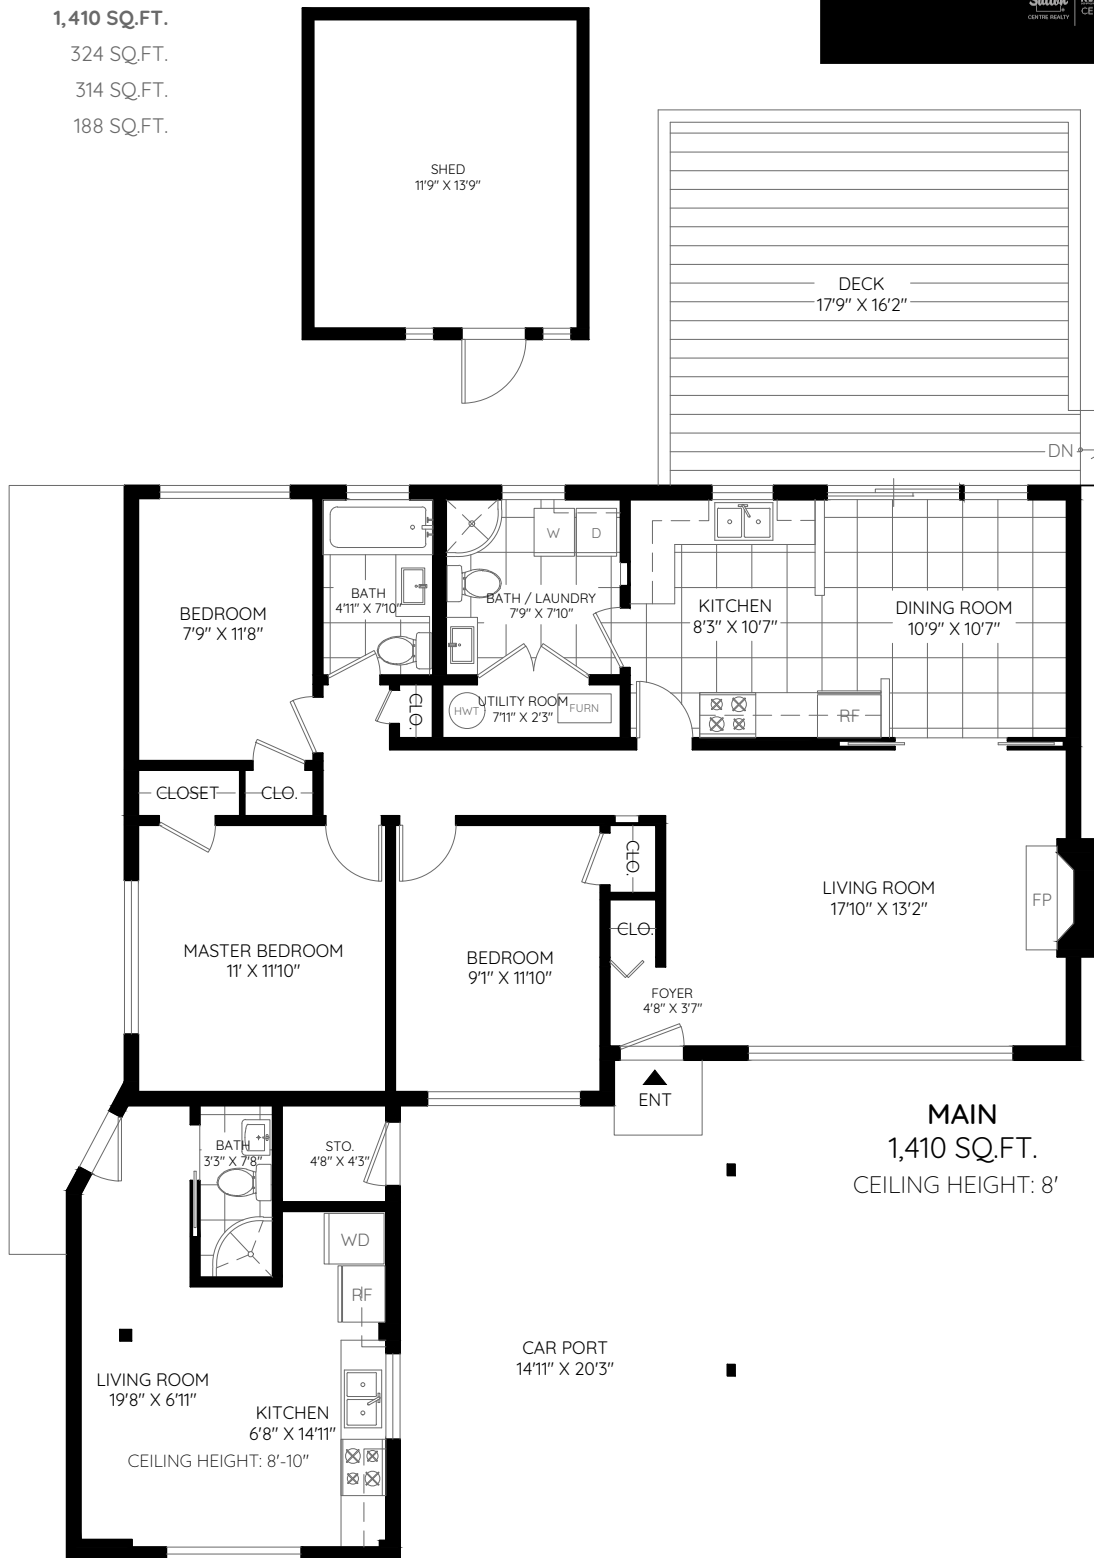 1,410 SQ.FT.
324 SQ.FT.
314 SQ.FT.
188 SQ.FT.
Sutton
CENTRE REALTY
SHED
11'9" X 13'9"
DECK
17'9" X 16'2"
DN
BEDROOM
7'9" X 11'8"
BATH
4'11" X 7'10"
W
D
BATH / LAUNDRY
7'9" X 7'10"
KITCHEN
8'3" X 10'7"
DINING ROOM
10'9" X 10'7"
CLO.
HWT
UTILITY ROOM
7'11" X 2'3"
FURN
RF
CLOSET
CLO.
CLO.
LIVING ROOM
17'10" X 13'2"
FP
MASTER BEDROOM
11' X 11'10"
BEDROOM
9'1" X 11'10"
CLO.
FOYER
4'8" X 3'7"
ENT
MAIN
1,410 SQ.FT.
CEILING HEIGHT: 8'
BATH
3'3" X 7'8"
STO.
4'8" X 4'3"
WD
RF
CAR PORT
14'11" X 20'3"
LIVING ROOM
19'8" X 6'11"
KITCHEN
6'8" X 14'11"
CEILING HEIGHT: 8'-10"